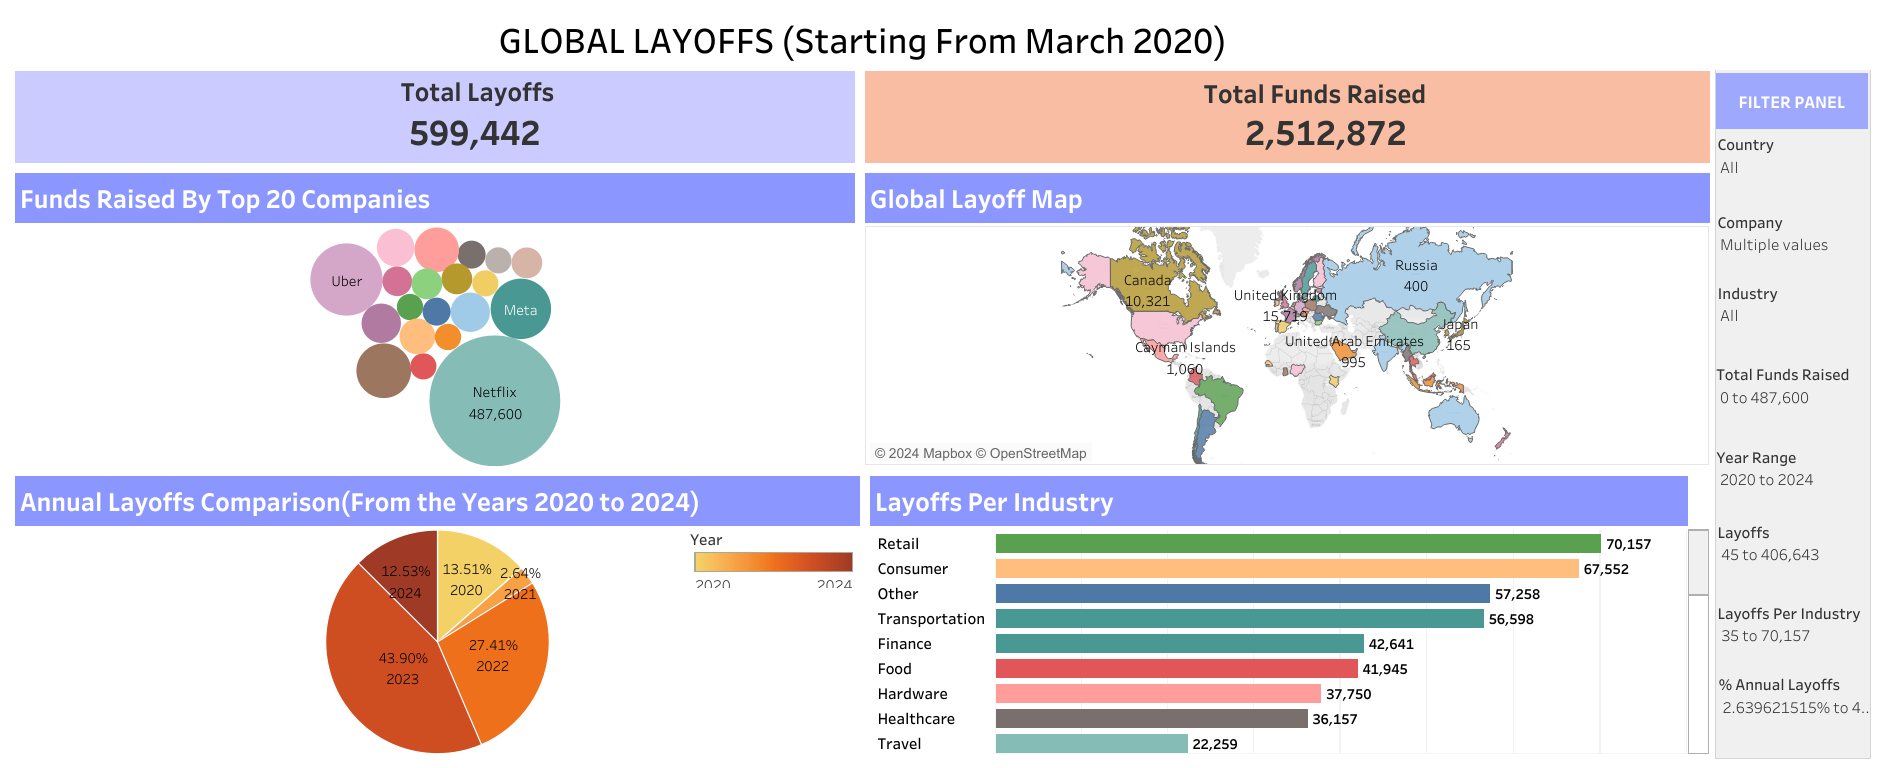 GLOBAL LAYOFFS (Starting From March 2020)
Total Layoffs
599,442
Total Funds Raised
2,512,872
FILTER PANEL
Country
All
Company
Multiple values
Industry
All
Total Funds Raised
0 to 487,600
Year Range
2020 to 2024
Layoffs
45 to 406,643
Layoffs Per Industry
35 to 70,157
% Annual Layoffs
2.639621515% to 4..
Funds Raised By Top 20 Companies
Uber
Meta
Netflix
487,600
Global Layoff Map
Canada
10,321
United Kingdom
15,719
Russia
400
Japan
165
Cayman Islands
1,060
United Arab Emirates
995
© 2024 Mapbox © OpenStreetMap
Annual Layoffs Comparison(From the Years 2020 to 2024)
12.53%
2024
13.51%
2020
2.64%
2021
27.41%
2022
43.90%
2023
Year
2020 2024
Layoffs Per Industry
Retail 70,157
Consumer 67,552
Other 57,258
Transportation 56,598
Finance 42,641
Food 41,945
Hardware 37,750
Healthcare 36,157
Travel 22,259